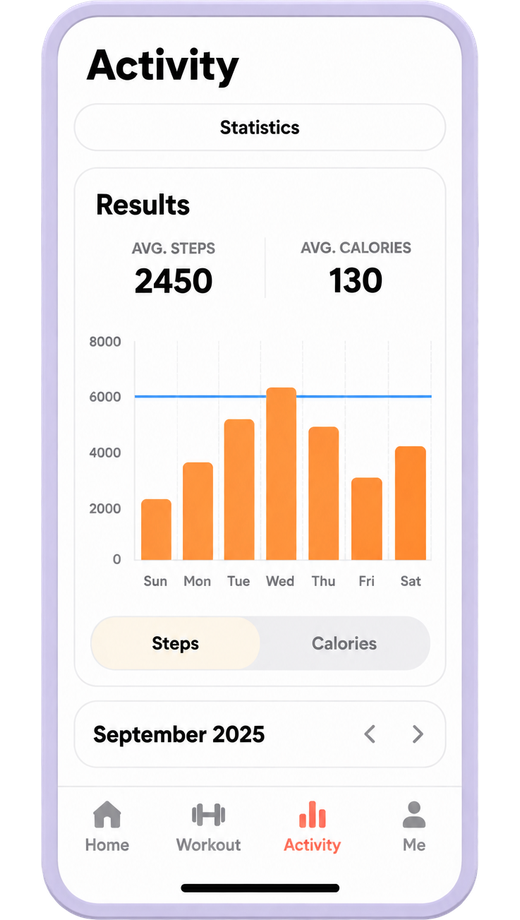 Activity
Statistics
Results
AVG. STEPS AVG. CALORIES
2450 130
8000
6000
4000
2000
0
Sun Mon Tue Wed Thu Fri Sat
Steps Calories
September 2025
Home Workout Activity Me